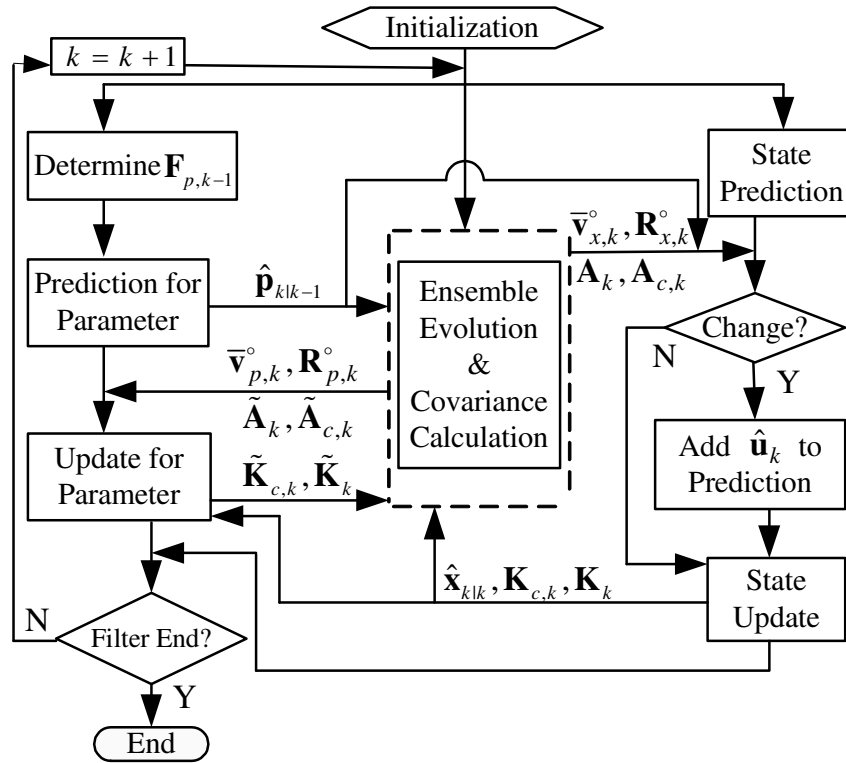 Initialization
k = k + 1
Determine F_{p,k−1}
State
Prediction
v̄°_{x,k}, R°_{x,k}
A_k, A_{c,k}
Prediction for
Parameter
p̂_{k|k−1}
Ensemble
Evolution
&
Covariance
Calculation
Change?
N
Y
v̄°_{p,k}, R°_{p,k}
Ã_k, Ã_{c,k}
Add û_k to
Prediction
Update for
Parameter
K̃_{c,k}, K̃_k
x̂_{k|k}, K_{c,k}, K_k
State
Update
N
Filter End?
Y
End